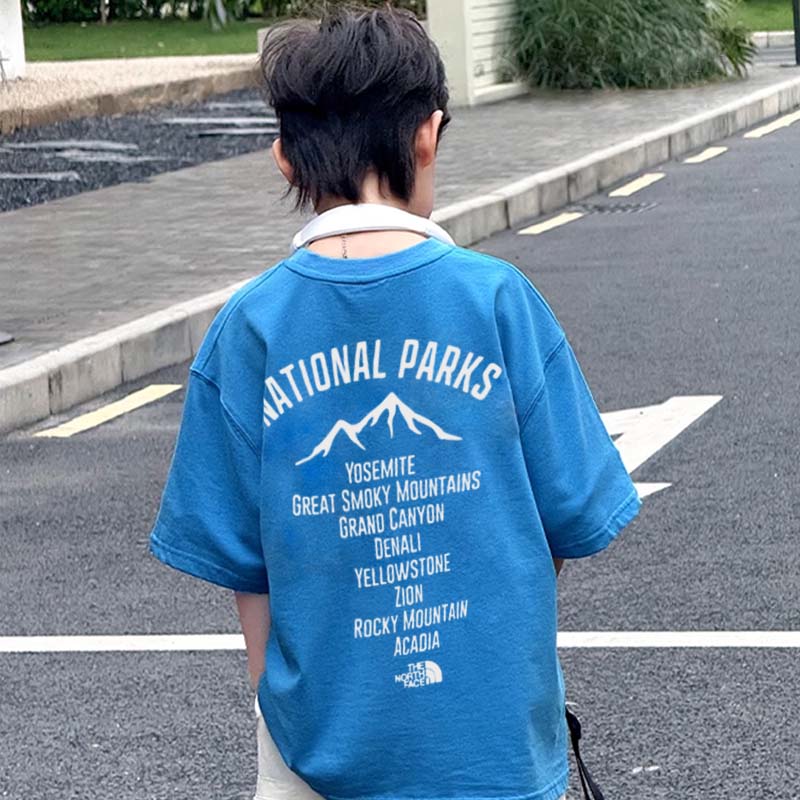 NATIONAL PARKS
YOSEMITE
GREAT SMOKY MOUNTAINS
GRAND CANYON
DENALI
YELLOWSTONE
ZION
ROCKY MOUNTAIN
ACADIA
THE
NORTH
FACE